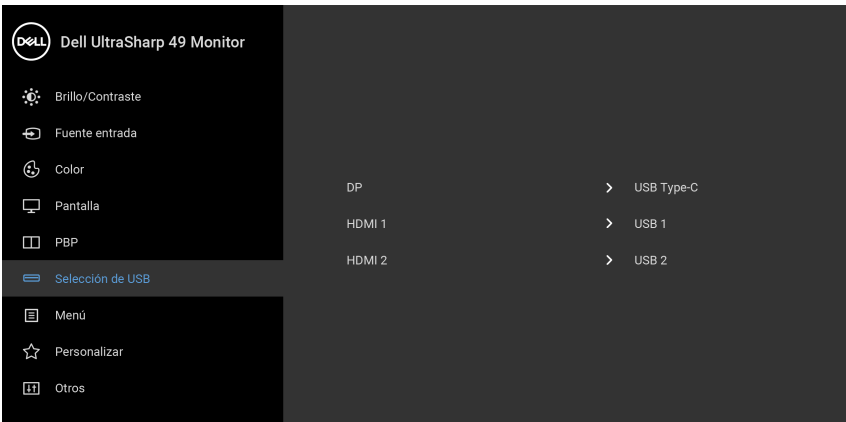 DELL Dell UltraSharp 49 Monitor
Brillo/Contraste
Fuente entrada
Color
Pantalla
PBP
Selección de USB
Menú
Personalizar
Otros
DP USB Type-C
HDMI 1 USB 1
HDMI 2 USB 2